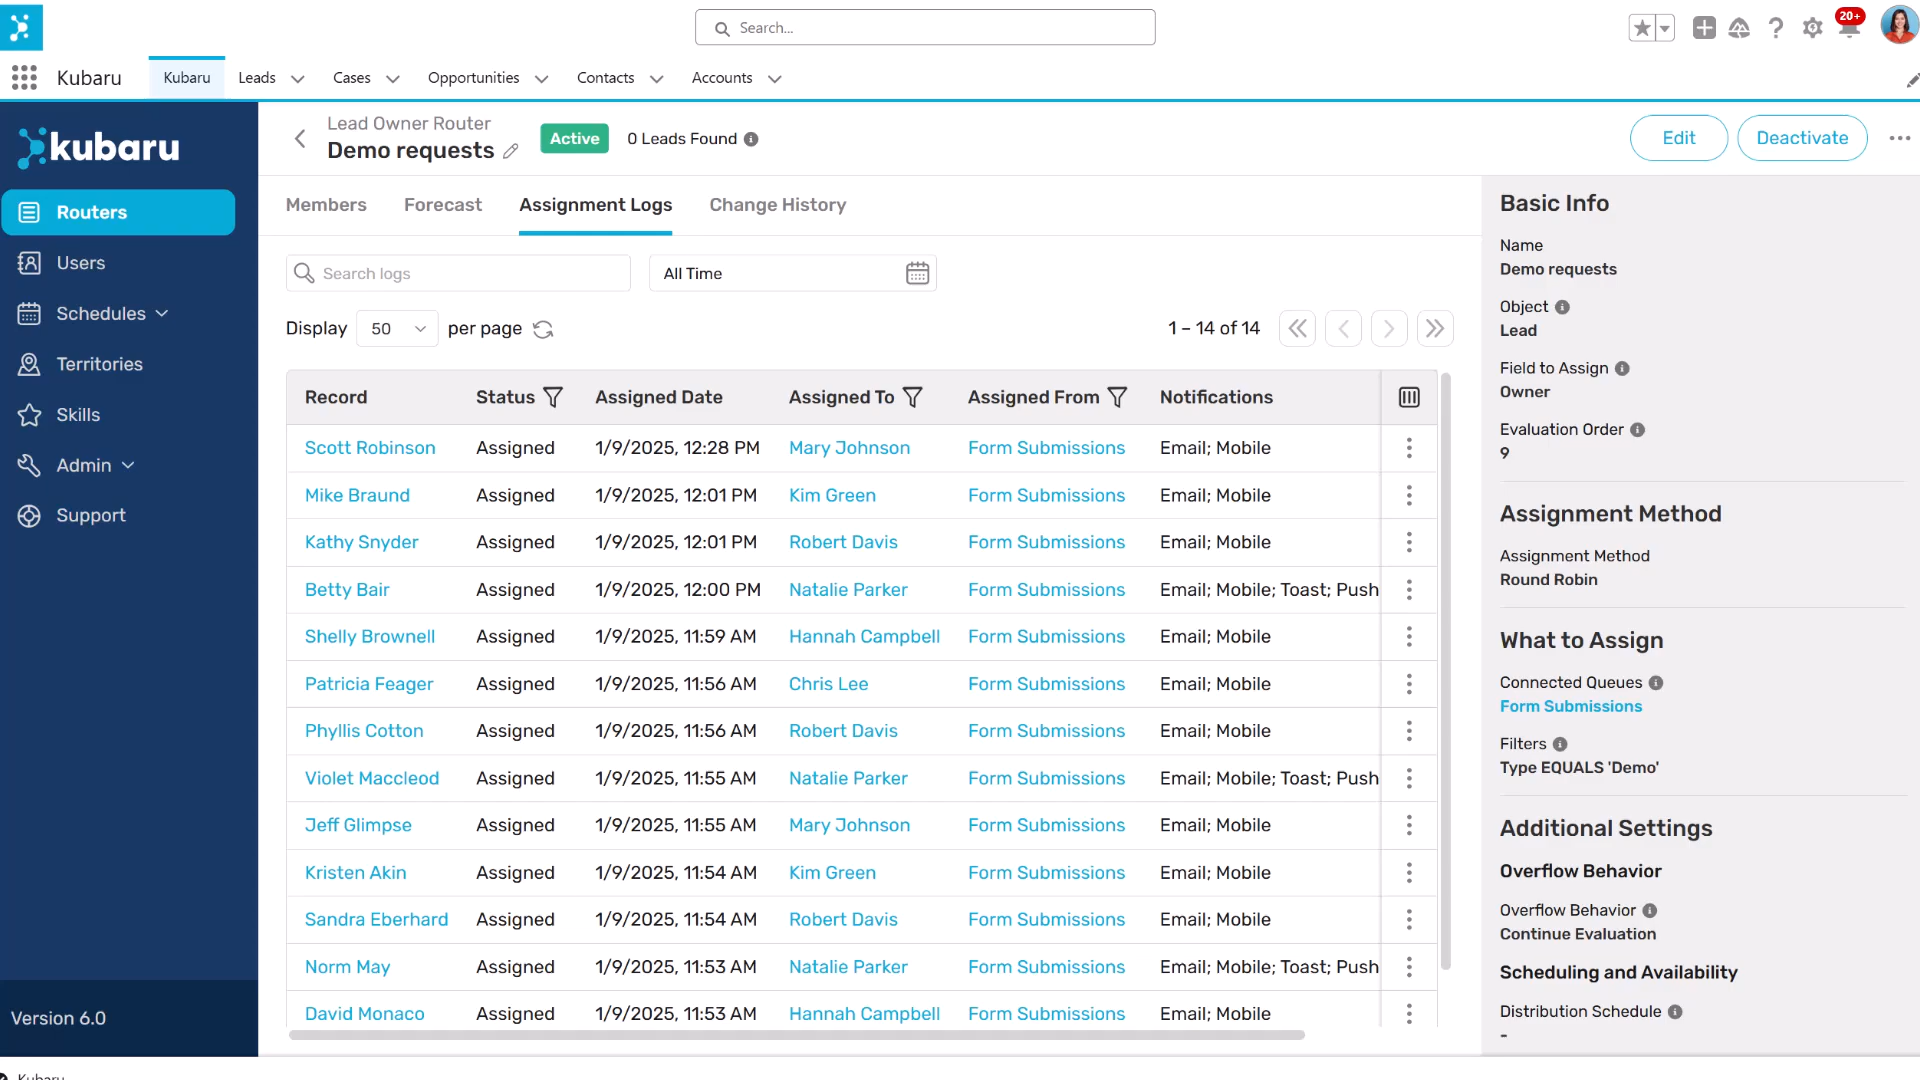 Search...
20+
Kubaru
Kubaru
Leads
Cases
Opportunities
Contacts
Accounts
kubaru
Routers
Users
Schedules
Territories
Skills
Admin
Support
Version 6.0
Lead Owner Router
Demo requests
Active
0 Leads Found
Edit
Deactivate
Members
Forecast
Assignment Logs
Change History
Search logs
All Time
Display 50 per page
1 – 14 of 14
Record Status Assigned Date Assigned To Assigned From Notifications
Scott Robinson Assigned 1/9/2025, 12:28 PM Mary Johnson Form Submissions Email; Mobile
Mike Braund Assigned 1/9/2025, 12:01 PM Kim Green Form Submissions Email; Mobile
Kathy Snyder Assigned 1/9/2025, 12:01 PM Robert Davis Form Submissions Email; Mobile
Betty Bair Assigned 1/9/2025, 12:00 PM Natalie Parker Form Submissions Email; Mobile; Toast; Push
Shelly Brownell Assigned 1/9/2025, 11:59 AM Hannah Campbell Form Submissions Email; Mobile
Patricia Feager Assigned 1/9/2025, 11:56 AM Chris Lee Form Submissions Email; Mobile
Phyllis Cotton Assigned 1/9/2025, 11:56 AM Robert Davis Form Submissions Email; Mobile
Violet Maccleod Assigned 1/9/2025, 11:55 AM Natalie Parker Form Submissions Email; Mobile; Toast; Push
Jeff Glimpse Assigned 1/9/2025, 11:55 AM Mary Johnson Form Submissions Email; Mobile
Kristen Akin Assigned 1/9/2025, 11:54 AM Kim Green Form Submissions Email; Mobile
Sandra Eberhard Assigned 1/9/2025, 11:54 AM Robert Davis Form Submissions Email; Mobile
Norm May Assigned 1/9/2025, 11:53 AM Natalie Parker Form Submissions Email; Mobile; Toast; Push
David Monaco Assigned 1/9/2025, 11:53 AM Hannah Campbell Form Submissions Email; Mobile
Basic Info
Name
Demo requests
Object
Lead
Field to Assign
Owner
Evaluation Order
9
Assignment Method
Assignment Method
Round Robin
What to Assign
Connected Queues
Form Submissions
Filters
Type EQUALS 'Demo'
Additional Settings
Overflow Behavior
Overflow Behavior
Continue Evaluation
Scheduling and Availability
Distribution Schedule
-
Kubaru